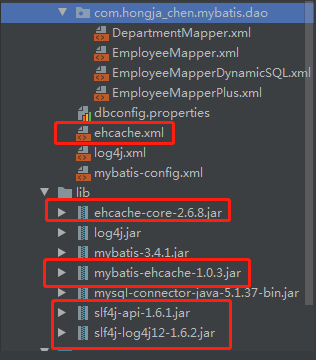 com.hongja_chen.mybatis.dao
DepartmentMapper.xml
EmployeeMapper.xml
EmployeeMapperDynamicSQL.xml
EmployeeMapperPlus.xml
dbconfig.properties
ehcache.xml
log4j.xml
mybatis-config.xml
lib
ehcache-core-2.6.8.jar
log4j.jar
mybatis-3.4.1.jar
mybatis-ehcache-1.0.3.jar
mysql-connector-java-5.1.37-bin.jar
slf4j-api-1.6.1.jar
slf4j-log4j12-1.6.2.jar